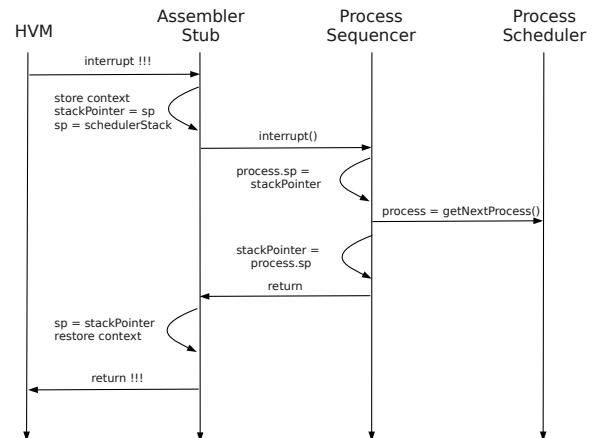 HVM
Assembler
Stub
Process
Sequencer
Process
Scheduler
interrupt !!!
store context
stackPointer = sp
sp = schedulerStack
interrupt()
process.sp =
stackPointer
process = getNextProcess()
stackPointer =
process.sp
return
sp = stackPointer
restore context
return !!!